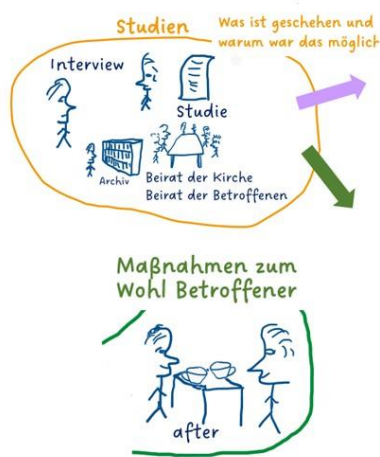 Studien
Was ist geschehen und
warum war das möglich
Interview
Studie
Archiv
Beirat der Kirche
Beirat der Betroffenen
Maßnahmen zum
Wohl Betroffener
after